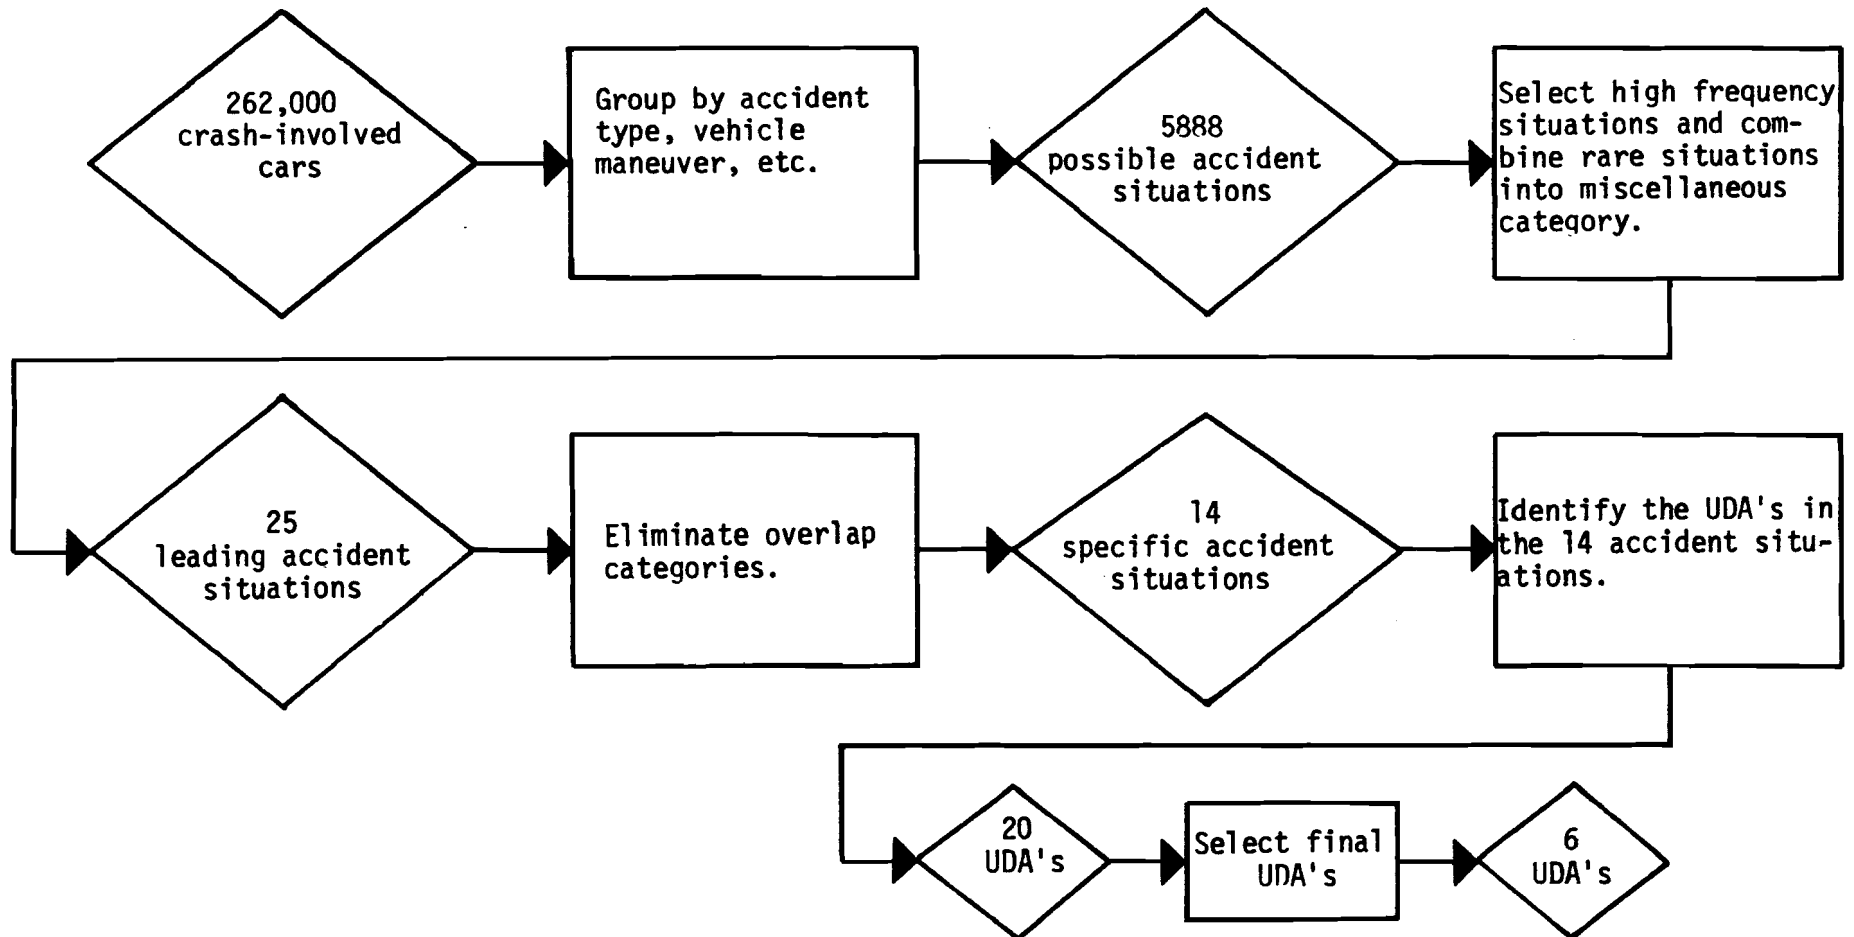 262,000
crash-involved
cars
Group by accident
type, vehicle
maneuver, etc.
5888
possible accident
situations
Select high frequency
situations and com-
bine rare situations
into miscellaneous
category.
25
leading accident
situations
Eliminate overlap
categories.
14
specific accident
situations
Identify the UDA's in
the 14 accident situ-
ations.
20
UDA's
Select final
UDA's
6
UDA's